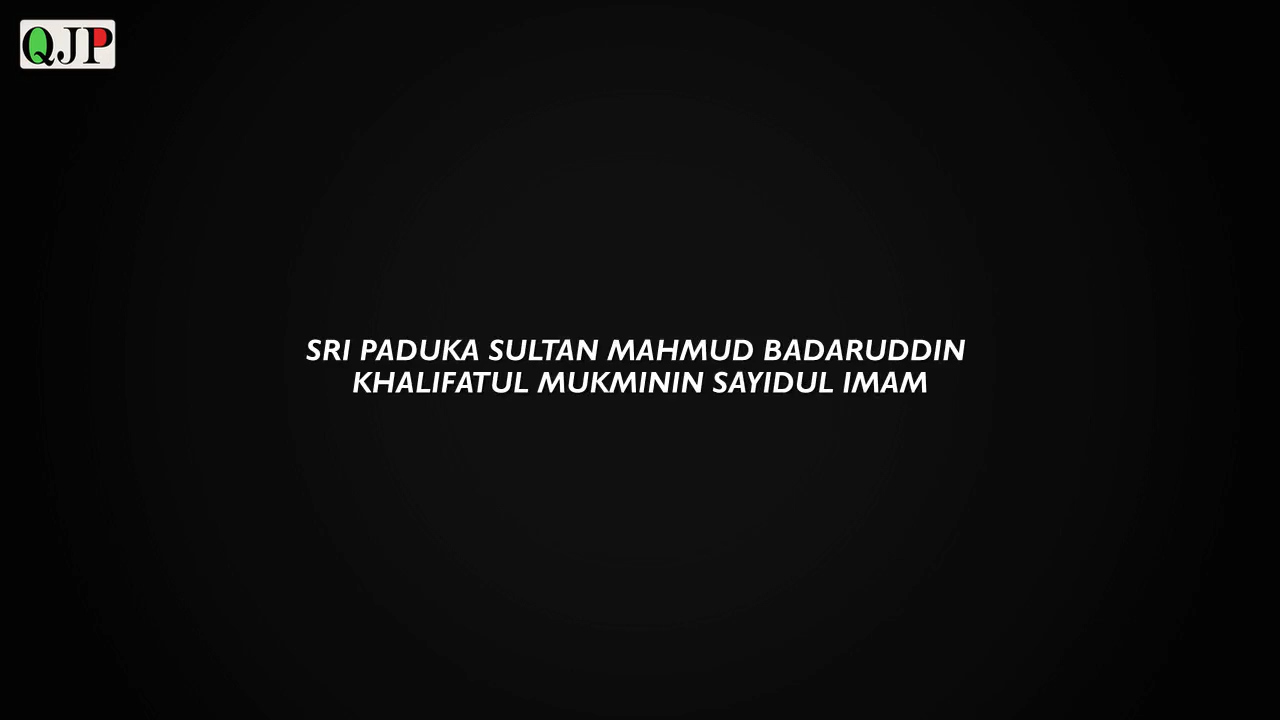 QJP
SRI PADUKA SULTAN MAHMUD BADARUDDIN
KHALIFATUL MUKMININ SAYIDUL IMAM